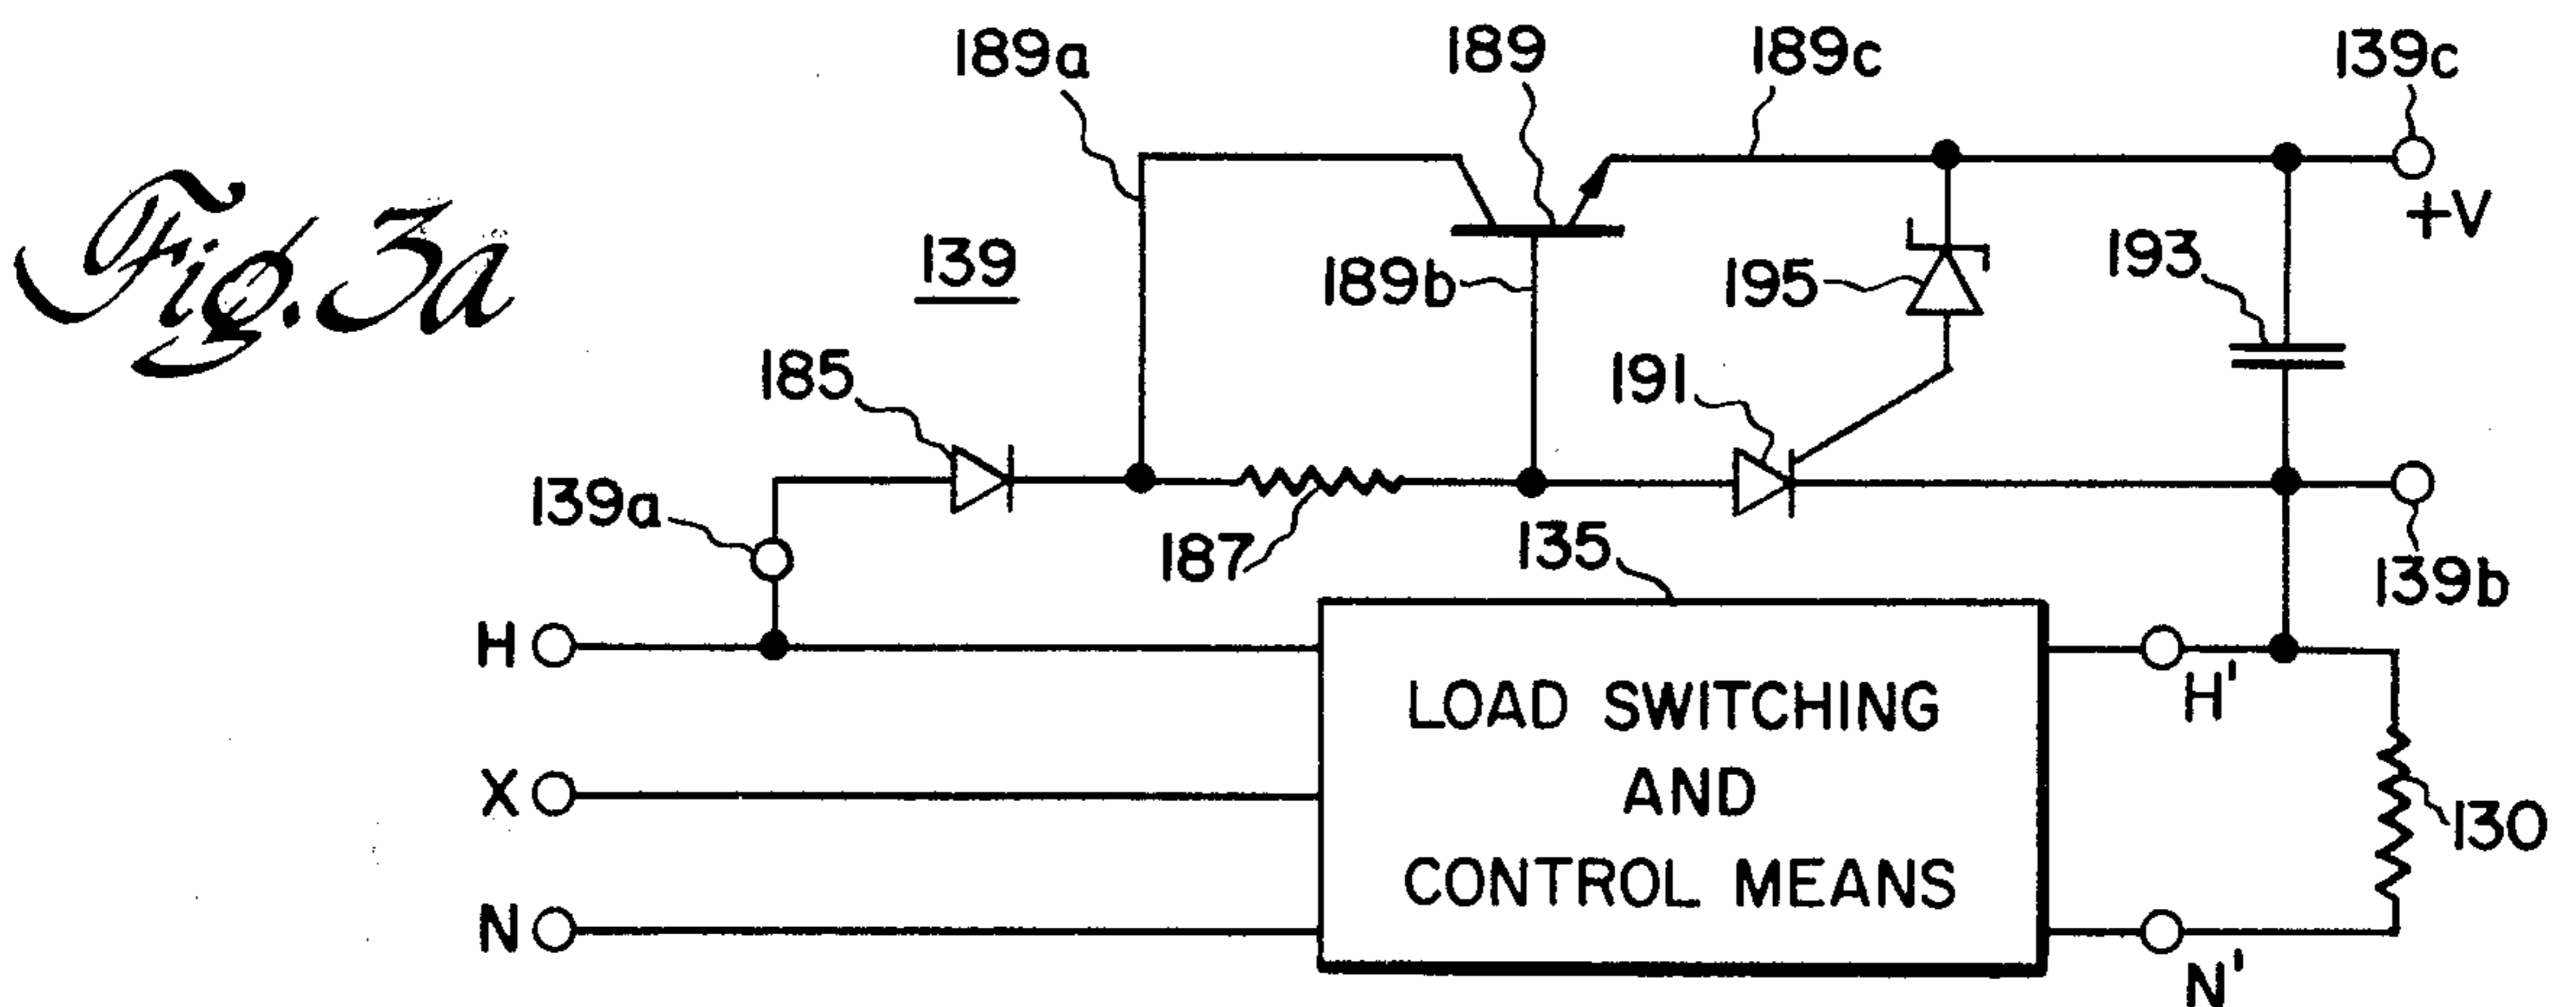 Fig. 3a
189a
189
189c
139c
+V
139
189b
195
193
185
191
139a
187
135
139b
H
H'
LOAD SWITCHING
X
AND
130
CONTROL MEANS
N
N'